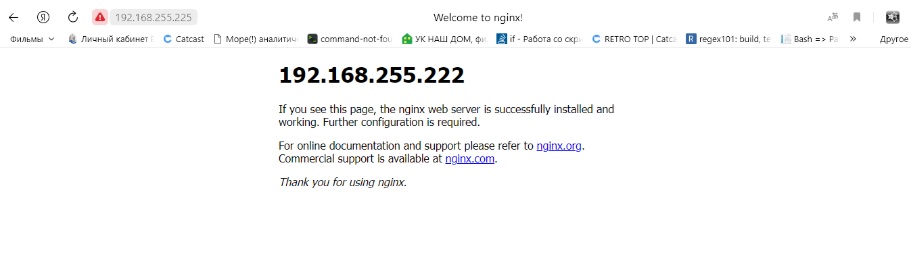 192.168.255.225 Welcome to nginx!
Фильмы Личный кабинет Catcast Море(!) аналитич command-not-fou УК НАШ ДОМ, фи if - Работа со скри RETRO TOP | Catca regex101: build, te Bash => Ра » Другое
192.168.255.222
If you see this page, the nginx web server is successfully installed and
working. Further configuration is required.
For online documentation and support please refer to nginx.org.
Commercial support is available at nginx.com.
Thank you for using nginx.